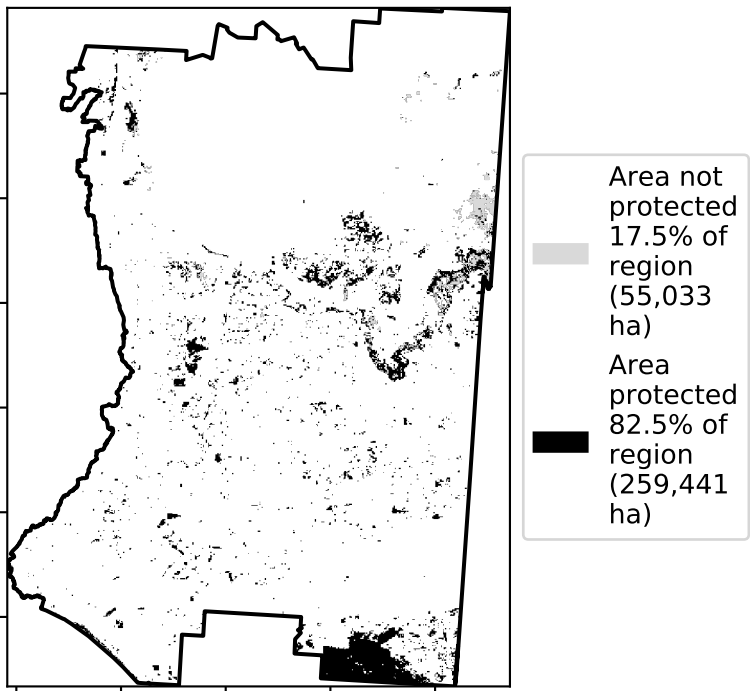 Area not
protected
17.5% of
region
(55,033
ha)
Area
protected
82.5% of
region
(259,441
ha)